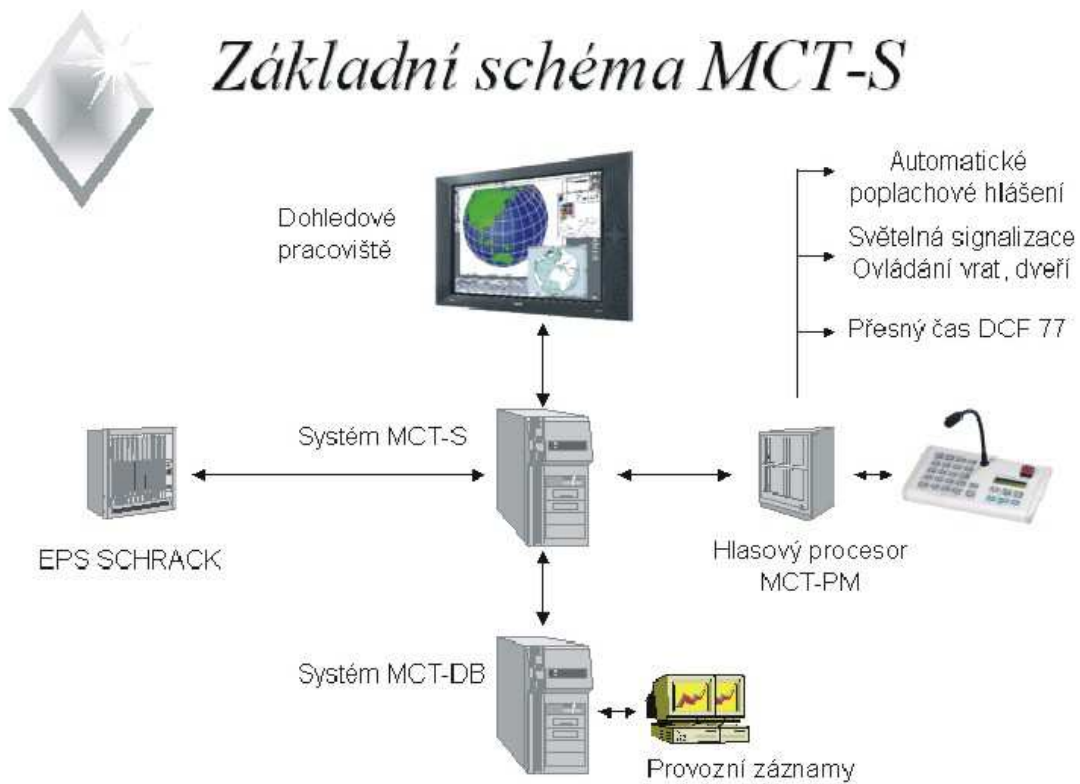 Základní schéma MCT-S
Automatické
poplachové hlášení
Dohledové
pracoviště
Světelná signalizace
Ovládání vrat, dveří
Přesný čas DCF 77
Systém MCT-S
EPS SCHRACK
Hlasový procesor
MCT-PM
Systém MCT-DB
Provozní záznamy